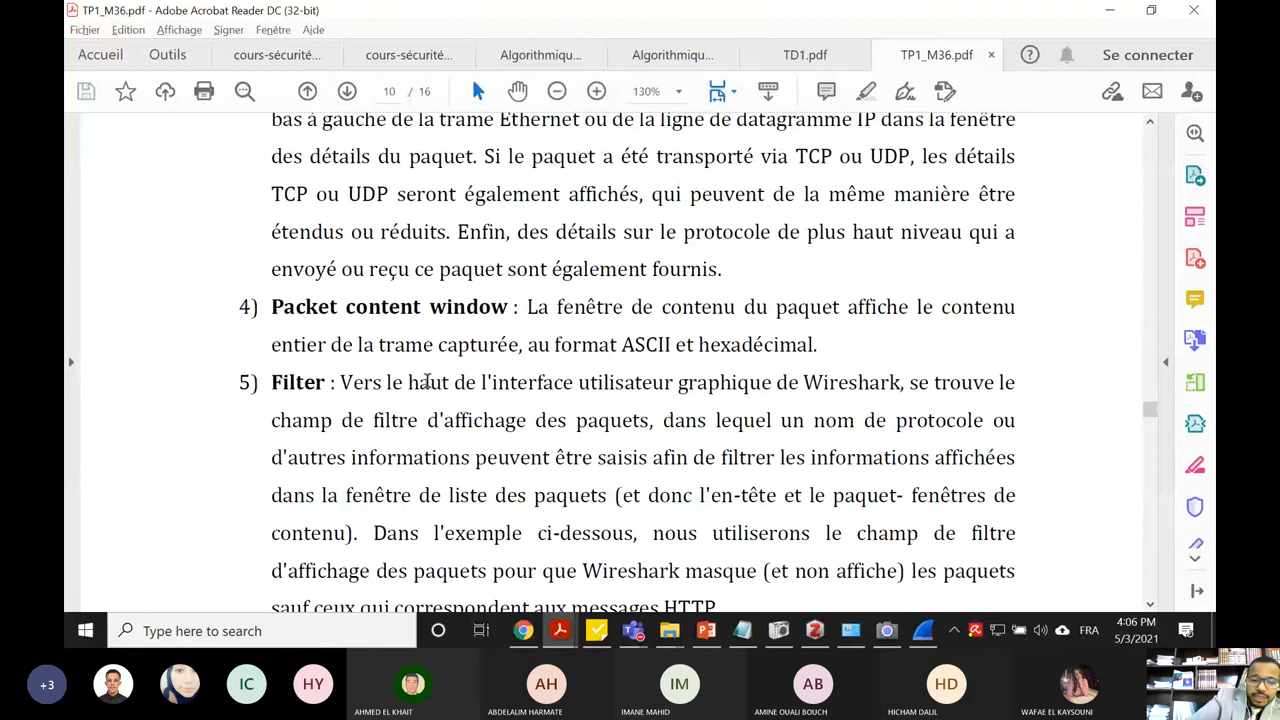 TP1_M36.pdf - Adobe Acrobat Reader DC (32-bit)
Fichier Edition Affichage Signer Fenêtre Aide
Accueil Outils cours-sécurité... cours-sécurité... Algorithmiqu... Algorithmiqu... TD1.pdf TP1_M36.pdf × ? Se connecter
10 / 16 130%
bas à gauche de la trame Ethernet ou de la ligne de datagramme IP dans la fenêtre
des détails du paquet. Si le paquet a été transporté via TCP ou UDP, les détails
TCP ou UDP seront également affichés, qui peuvent de la même manière être
étendus ou réduits. Enfin, des détails sur le protocole de plus haut niveau qui a
envoyé ou reçu ce paquet sont également fournis.
4) Packet content window : La fenêtre de contenu du paquet affiche le contenu
entier de la trame capturée, au format ASCII et hexadécimal.
5) Filter : Vers le haut de l'interface utilisateur graphique de Wireshark, se trouve le
champ de filtre d'affichage des paquets, dans lequel un nom de protocole ou
d'autres informations peuvent être saisis afin de filtrer les informations affichées
dans la fenêtre de liste des paquets (et donc l'en-tête et le paquet- fenêtres de
contenu). Dans l'exemple ci-dessous, nous utiliserons le champ de filtre
d'affichage des paquets pour que Wireshark masque (et non affiche) les paquets
sauf ceux qui correspondent aux messages HTTP.
Type here to search
FRA
4:06 PM
5/3/2021
+3 IC HY AH IM AB HD
AHMED EL KHAIT ABDELALIM HARMATE IMANE MAHID AMINE OUALI BOUCH HICHAM DALIL WAFAE EL KAYSOUNI